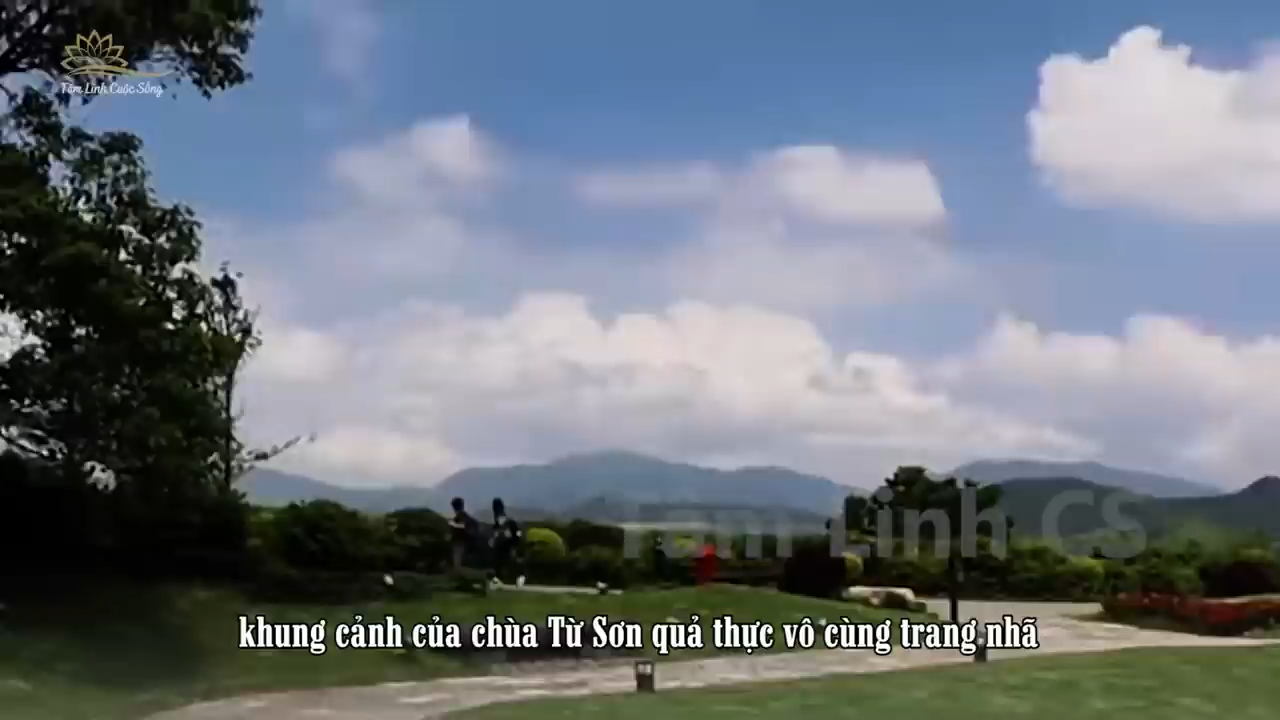 Tâm Linh Cuộc Sống
Tâm Linh CS
khung cảnh của chùa Từ Sơn quả thực vô cùng trang nhã